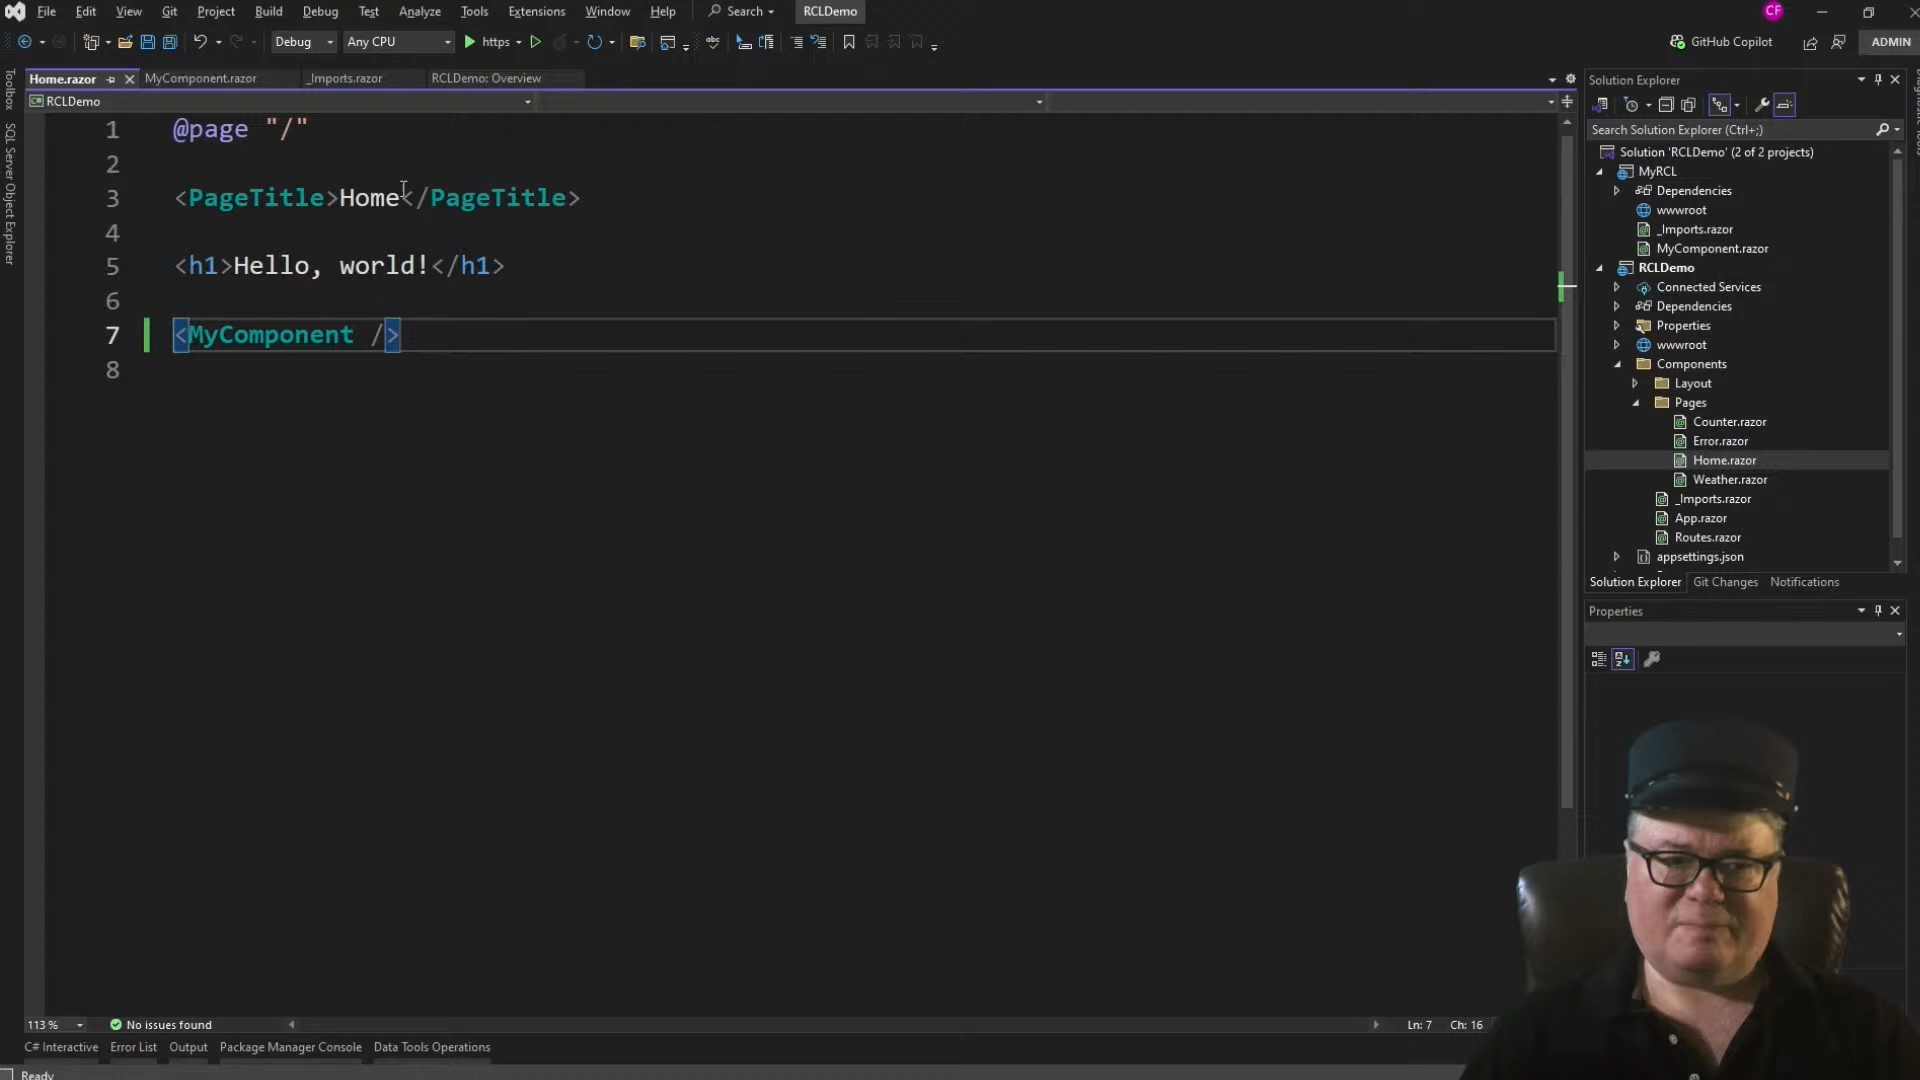 File Edit View Git Project Build Debug Test Analyze Tools Extensions Window Help Search RCLDemo CF
Debug Any CPU https GitHub Copilot ADMIN
Home.razor MyComponent.razor _Imports.razor RCLDemo: Overview
RCLDemo
1 @page "/"
2
3 <PageTitle>Home</PageTitle>
4
5 <h1>Hello, world!</h1>
6
7 <MyComponent />
8
Toolbox
SQL Server Object Explorer
Solution Explorer
Search Solution Explorer (Ctrl+;)
Solution 'RCLDemo' (2 of 2 projects)
MyRCL
Dependencies
wwwroot
_Imports.razor
MyComponent.razor
RCLDemo
Connected Services
Dependencies
Properties
wwwroot
Components
Layout
Pages
Counter.razor
Error.razor
Home.razor
Weather.razor
_Imports.razor
App.razor
Routes.razor
appsettings.json
Solution Explorer Git Changes Notifications
Properties
113 % No issues found Ln: 7 Ch: 16
C# Interactive Error List Output Package Manager Console Data Tools Operations
Ready